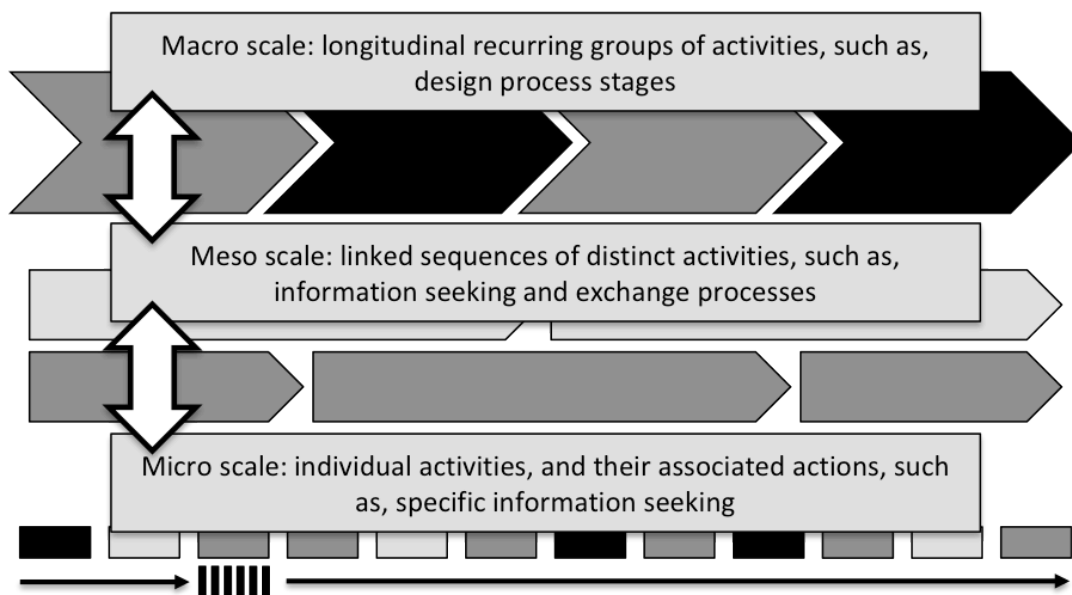 Macro scale: longitudinal recurring groups of activities, such as,
design process stages
Meso scale: linked sequences of distinct activities, such as,
information seeking and exchange processes
Micro scale: individual activities, and their associated actions, such
as, specific information seeking